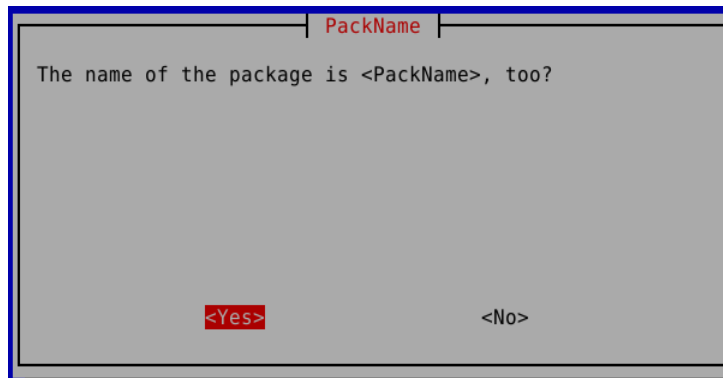 PackName
The name of the package is <PackName>, too?
<Yes> <No>